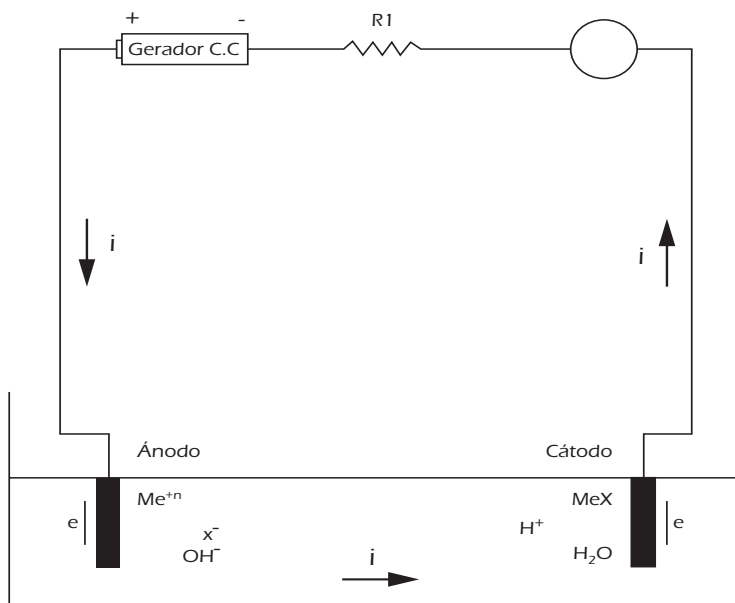 + -
R1
Gerador C.C
i
i
Ánodo
Cátodo
Me⁺ⁿ
MeX
e
x⁻
H⁺
e
OH⁻
H₂O
i